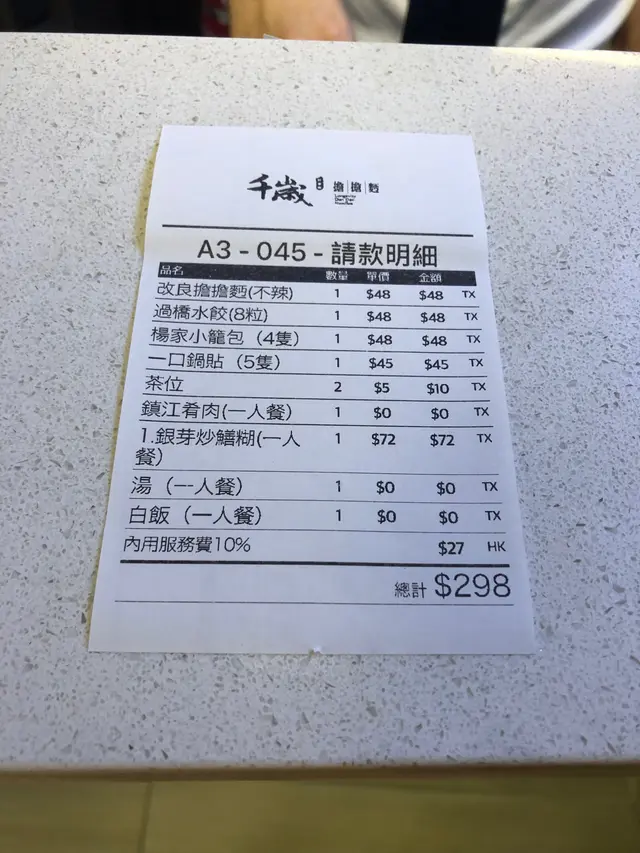 千歲 擔擔麪
A3 - 045 - 請款明細
品名 數量 單價 金額
改良擔擔麪(不辣) 1 $48 $48 TX
過橋水餃(8粒) 1 $48 $48 TX
楊家小籠包（4隻） 1 $48 $48 TX
一口鍋貼（5隻） 1 $45 $45 TX
茶位 2 $5 $10 TX
鎮江肴肉(一人餐) 1 $0 $0 TX
1.銀芽炒鱔糊(一人 1 $72 $72 TX
餐)
湯（一人餐） 1 $0 $0 TX
白飯（一人餐） 1 $0 $0 TX
內用服務費10% $27 HK
總計 $298